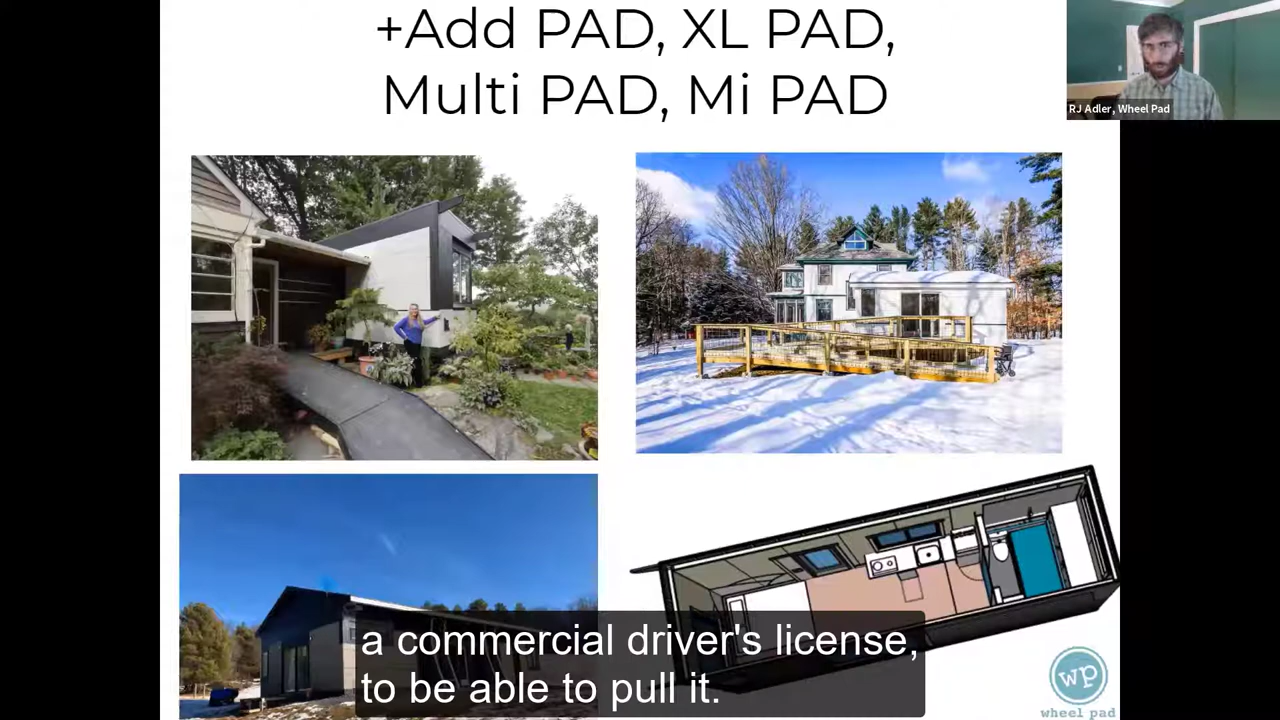 +Add PAD, XL PAD,
Multi PAD, Mi PAD
RJ Adler, Wheel Pad
a commercial driver's license,
to be able to pull it.
wp
wheel pad